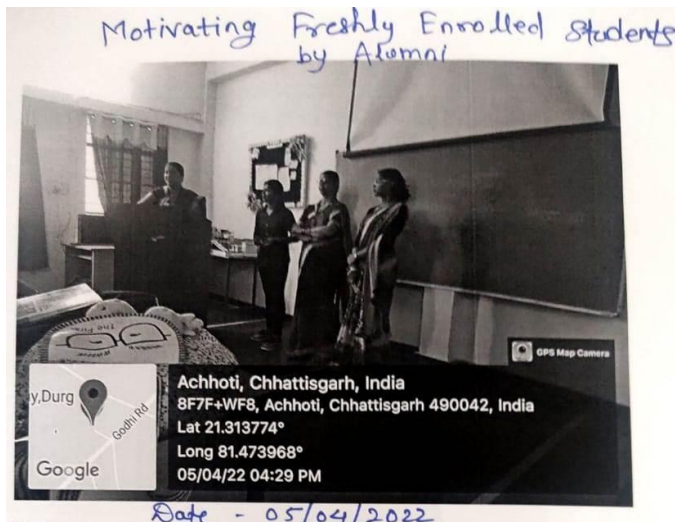 Motivating Freshly Enrolled Students
by Alumni
GPS Map Camera
y,Durg
Godhi Rd
Google
Achhoti, Chhattisgarh, India
8F7F+WF8, Achhoti, Chhattisgarh 490042, India
Lat 21.313774°
Long 81.473968°
05/04/22 04:29 PM
Date - 05/04/2022